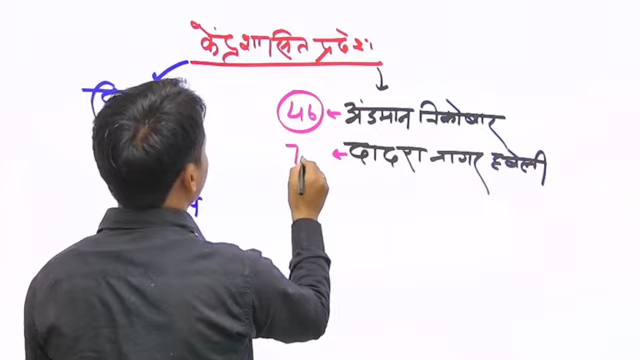 केंद्रशासित प्रदेश
46 ← अंडमान निकोबार
7 ← दादरा नागर हवेली